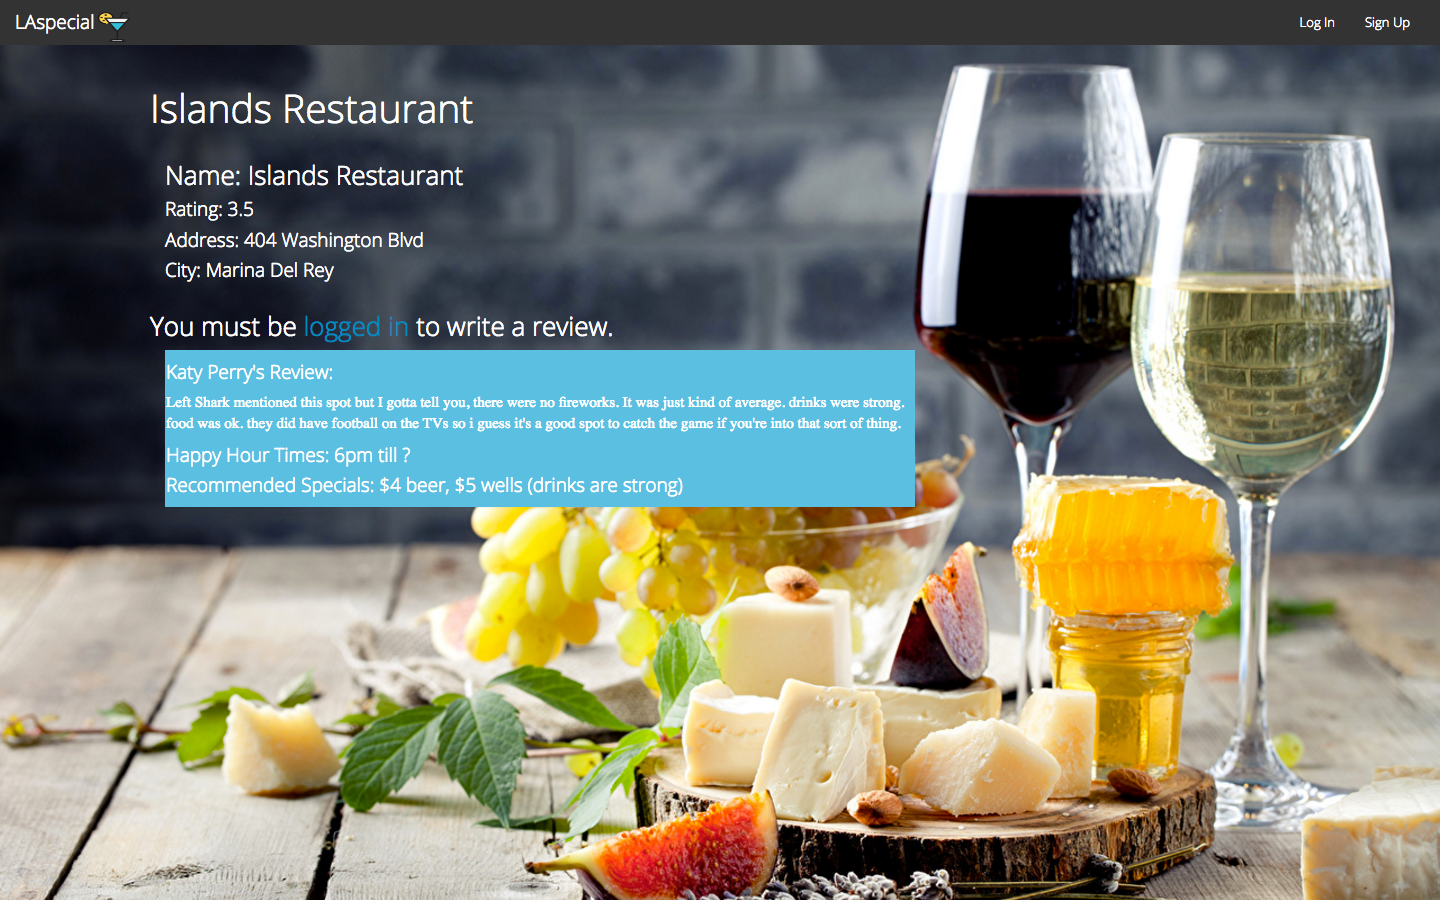 LAspecial
Log In
Sign Up
Islands Restaurant
Name: Islands Restaurant
Rating: 3.5
Address: 404 Washington Blvd
City: Marina Del Rey
You must be logged in to write a review.
Katy Perry's Review:
Left Shark mentioned this spot but I gotta tell you, there were no fireworks. It was just kind of average. drinks were strong.
food was ok. they did have football on the TVs so i guess it's a good spot to catch the game if you're into that sort of thing.
Happy Hour Times: 6pm till ?
Recommended Specials: $4 beer, $5 wells (drinks are strong)